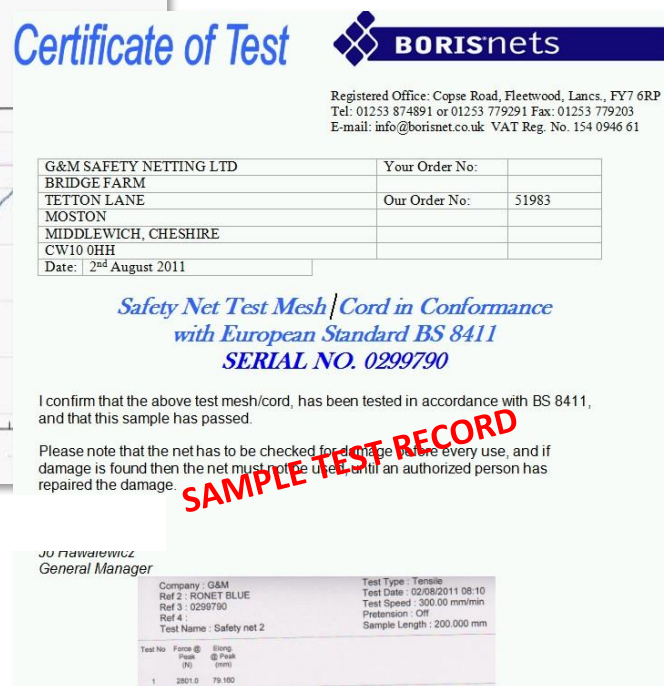 Certificate of Test
BORIS nets
Registered Office: Copse Road, Fleetwood, Lancs., FY7 6RP
Tel: 01253 874891 or 01253 779291 Fax: 01253 779203
E-mail: info@borisnet.co.uk VAT Reg. No. 154 0946 61
G&M SAFETY NETTING LTD Your Order No:
BRIDGE FARM
TETTON LANE Our Order No: 51983
MOSTON
MIDDLEWICH, CHESHIRE
CW10 0HH
Date: 2nd August 2011
Safety Net Test Mesh/Cord in Conformance
with European Standard BS 8411
SERIAL NO. 0299790
I confirm that the above test mesh/cord, has been tested in accordance with BS 8411,
and that this sample has passed.
Please note that the net has to be checked for damage before every use, and if
damage is found then the net must not be used, until an authorized person has
repaired the damage.
SAMPLE TEST RECORD
Jo Hawalewicz
General Manager
Company : G&M
Ref 2 : RONET BLUE
Ref 3 : 0299790
Ref 4 :
Test Name : Safety net 2
Test Type : Tensile
Test Date : 02/08/2011 08:10
Test Speed : 300.00 mm/min
Pretension : Off
Sample Length : 200.000 mm
Test No Force @ Elong.
Peak @ Peak
(N) (mm)
1 2801.0 79.160